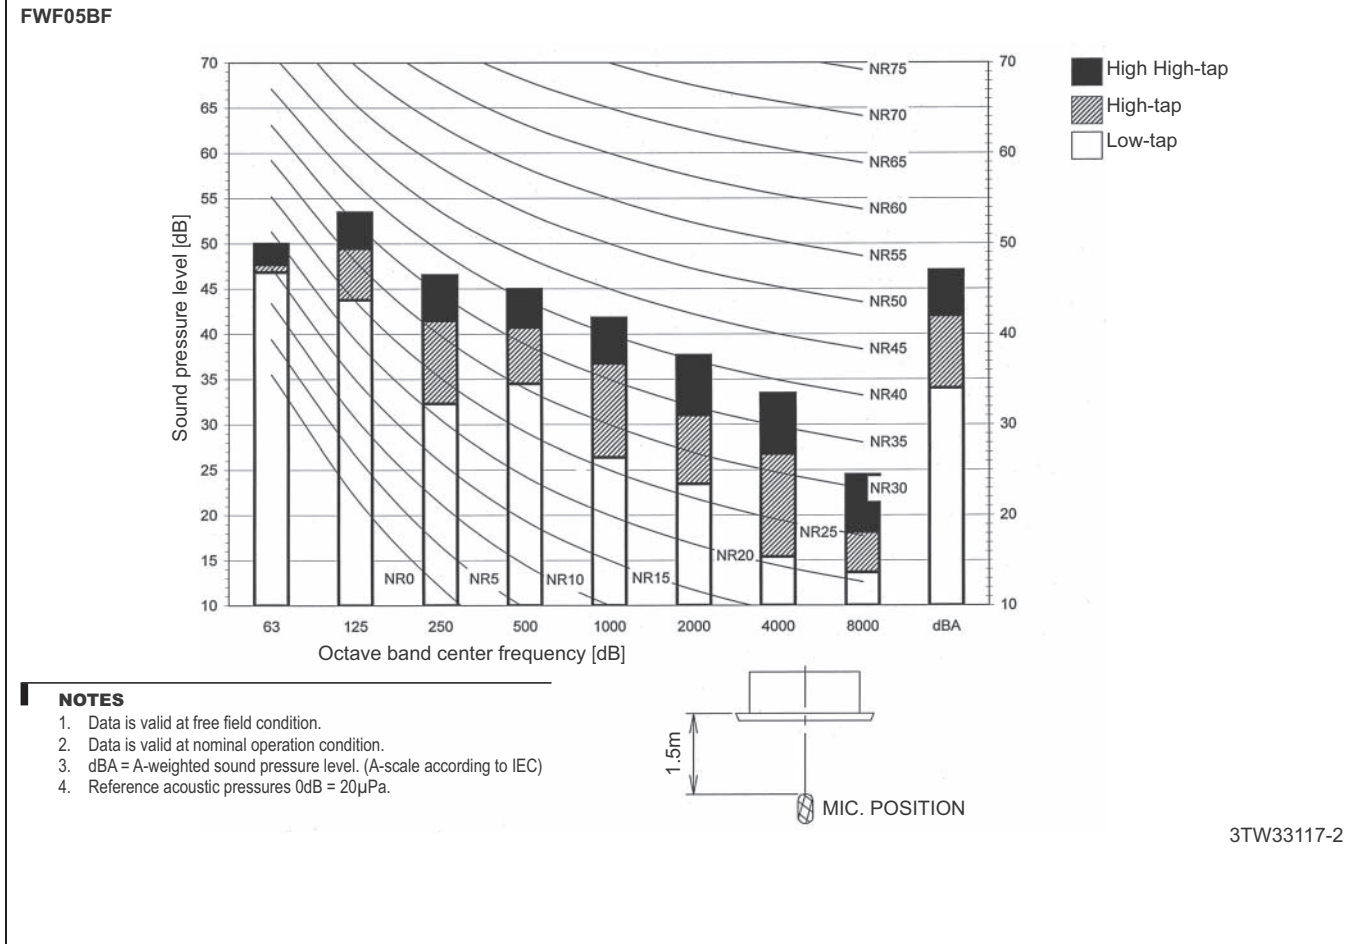 FWF05BF
High High-tap
High-tap
Low-tap
Sound pressure level [dB]
70
65
60
55
50
45
40
35
30
25
20
15
10
NR75
NR70
NR65
NR60
NR55
NR50
NR45
NR40
NR35
NR30
NR25
NR20
NR0 NR5 NR10 NR15
70
60
50
40
30
20
10
63 125 250 500 1000 2000 4000 8000 dBA
Octave band center frequency [dB]
NOTES
1. Data is valid at free field condition.
2. Data is valid at nominal operation condition.
3. dBA = A-weighted sound pressure level. (A-scale according to IEC)
4. Reference acoustic pressures 0dB = 20µPa.
1.5m
MIC. POSITION
3TW33117-2